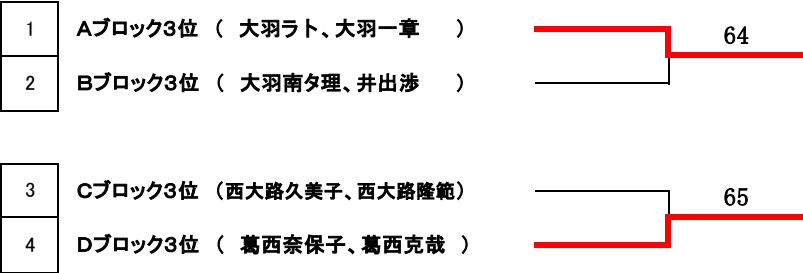 1 Aブロック3位 ( 大羽ラト、大羽一章 ) 64
2 Bブロック3位 ( 大羽南夕理、井出渉 )
3 Cブロック3位 (西大路久美子、西大路隆範) 65
4 Dブロック3位 ( 葛西奈保子、葛西克哉 )